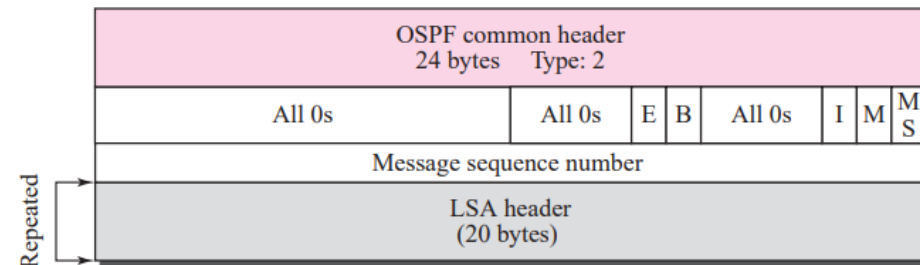 OSPF common header
24 bytes Type: 2
All 0s All 0s E B All 0s I M M
S
Message sequence number
Repeated
LSA header
(20 bytes)